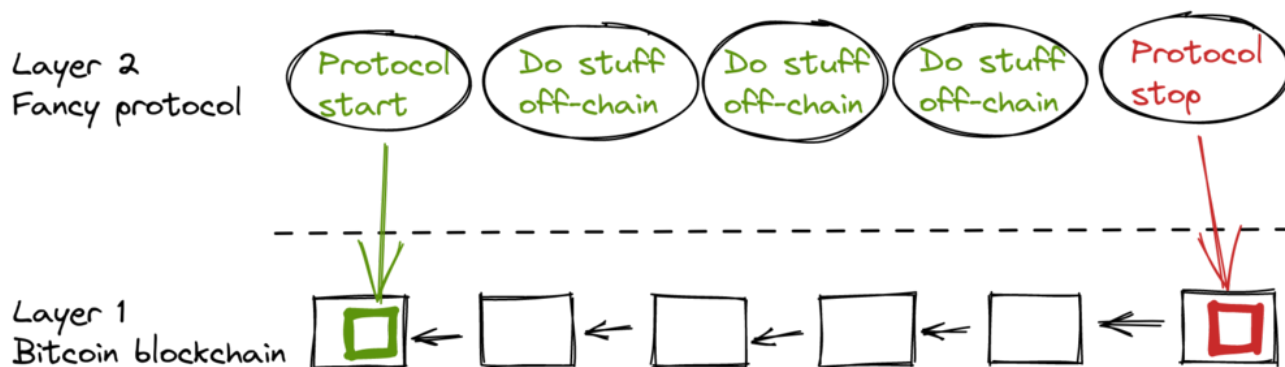 Layer 2
Fancy protocol
Protocol
start
Do stuff
off-chain
Do stuff
off-chain
Do stuff
off-chain
Protocol
stop
Layer 1
Bitcoin blockchain